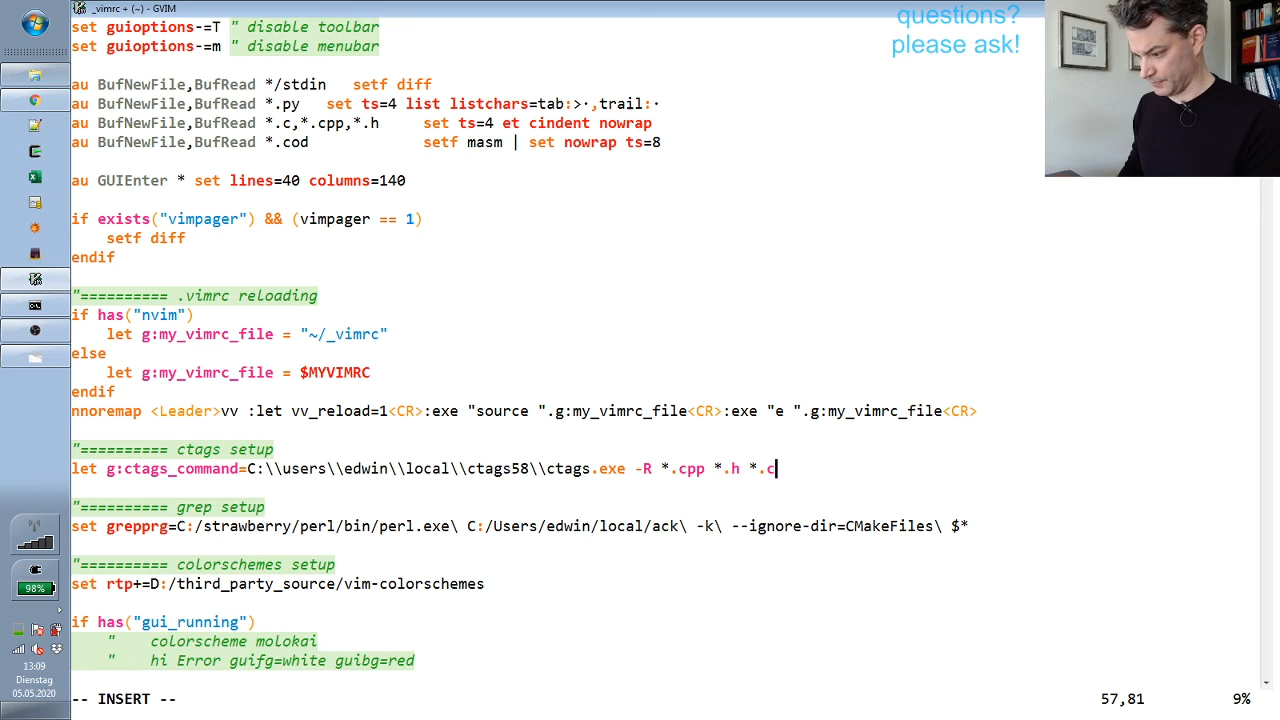 _vimrc + (~) - GVIM
questions?
please ask!
set guioptions-=T " disable toolbar
set guioptions-=m " disable menubar
au BufNewFile,BufRead */stdin   setf diff
au BufNewFile,BufRead *.py   set ts=4 list listchars=tab:>·,trail:·
au BufNewFile,BufRead *.c,*.cpp,*.h     set ts=4 et cindent nowrap
au BufNewFile,BufRead *.cod             setf masm | set nowrap ts=8
au GUIEnter * set lines=40 columns=140
if exists("vimpager") && (vimpager == 1)
    setf diff
endif
"========== .vimrc reloading
if has("nvim")
    let g:my_vimrc_file = "~/_vimrc"
else
    let g:my_vimrc_file = $MYVIMRC
endif
nnoremap <Leader>vv :let vv_reload=1<CR>:exe "source ".g:my_vimrc_file<CR>:exe "e ".g:my_vimrc_file<CR>
"========== ctags setup
let g:ctags_command=C:\\users\\edwin\\local\\ctags58\\ctags.exe -R *.cpp *.h *.c
"========== grep setup
set grepprg=C:/strawberry/perl/bin/perl.exe\ C:/Users/edwin/local/ack\ -k\ --ignore-dir=CMakeFiles\ $*
"========== colorschemes setup
set rtp+=D:/third_party_source/vim-colorschemes
if has("gui_running")
    "    colorscheme molokai
    "    hi Error guifg=white guibg=red
-- INSERT --
57,81
9%
98%
13:09
Dienstag
05.05.2020